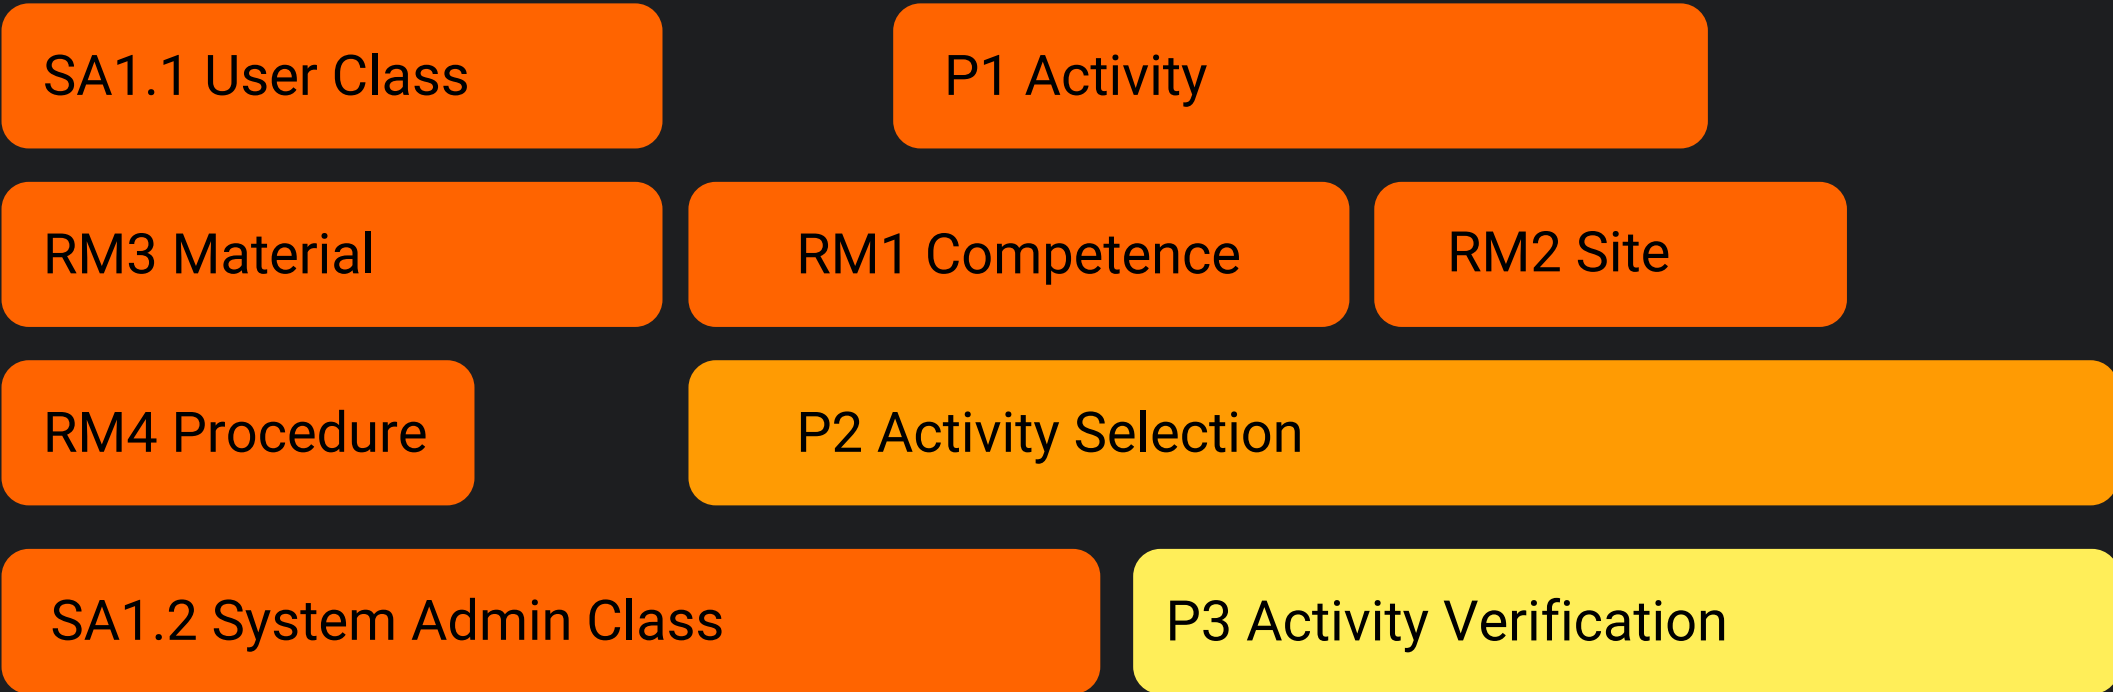 SA1.1 User Class
P1 Activity
RM3 Material
RM1 Competence
RM2 Site
RM4 Procedure
P2 Activity Selection
SA1.2 System Admin Class
P3 Activity Verification